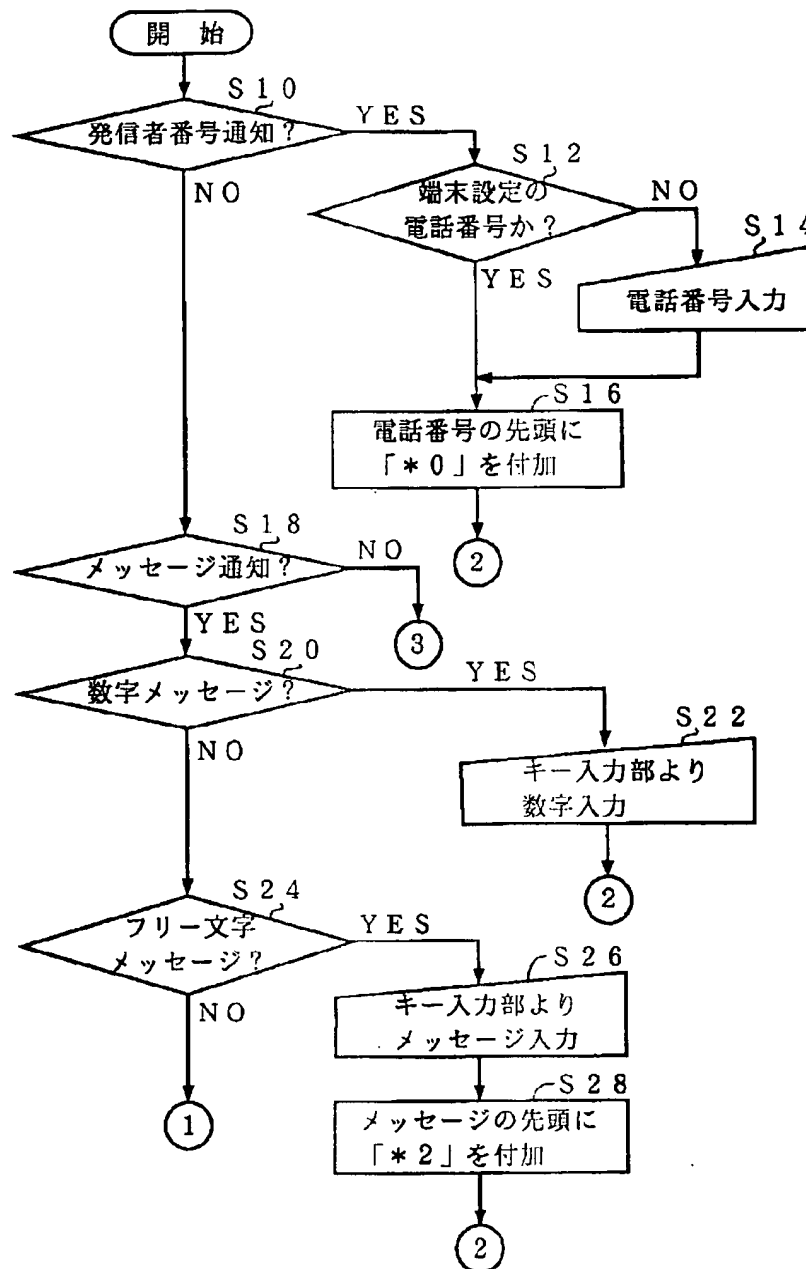 開 始
S10
発信者番号通知？
YES
NO
S12
端末設定の
電話番号か？
NO
YES
S14
電話番号入力
S16
電話番号の先頭に
「*0」を付加
②
S18
メッセージ通知？
NO
③
YES
S20
数字メッセージ？
YES
NO
S22
キー入力部より
数字入力
②
S24
フリー文字
メッセージ？
YES
NO
S26
キー入力部より
メッセージ入力
①
S28
メッセージの先頭に
「*2」を付加
②